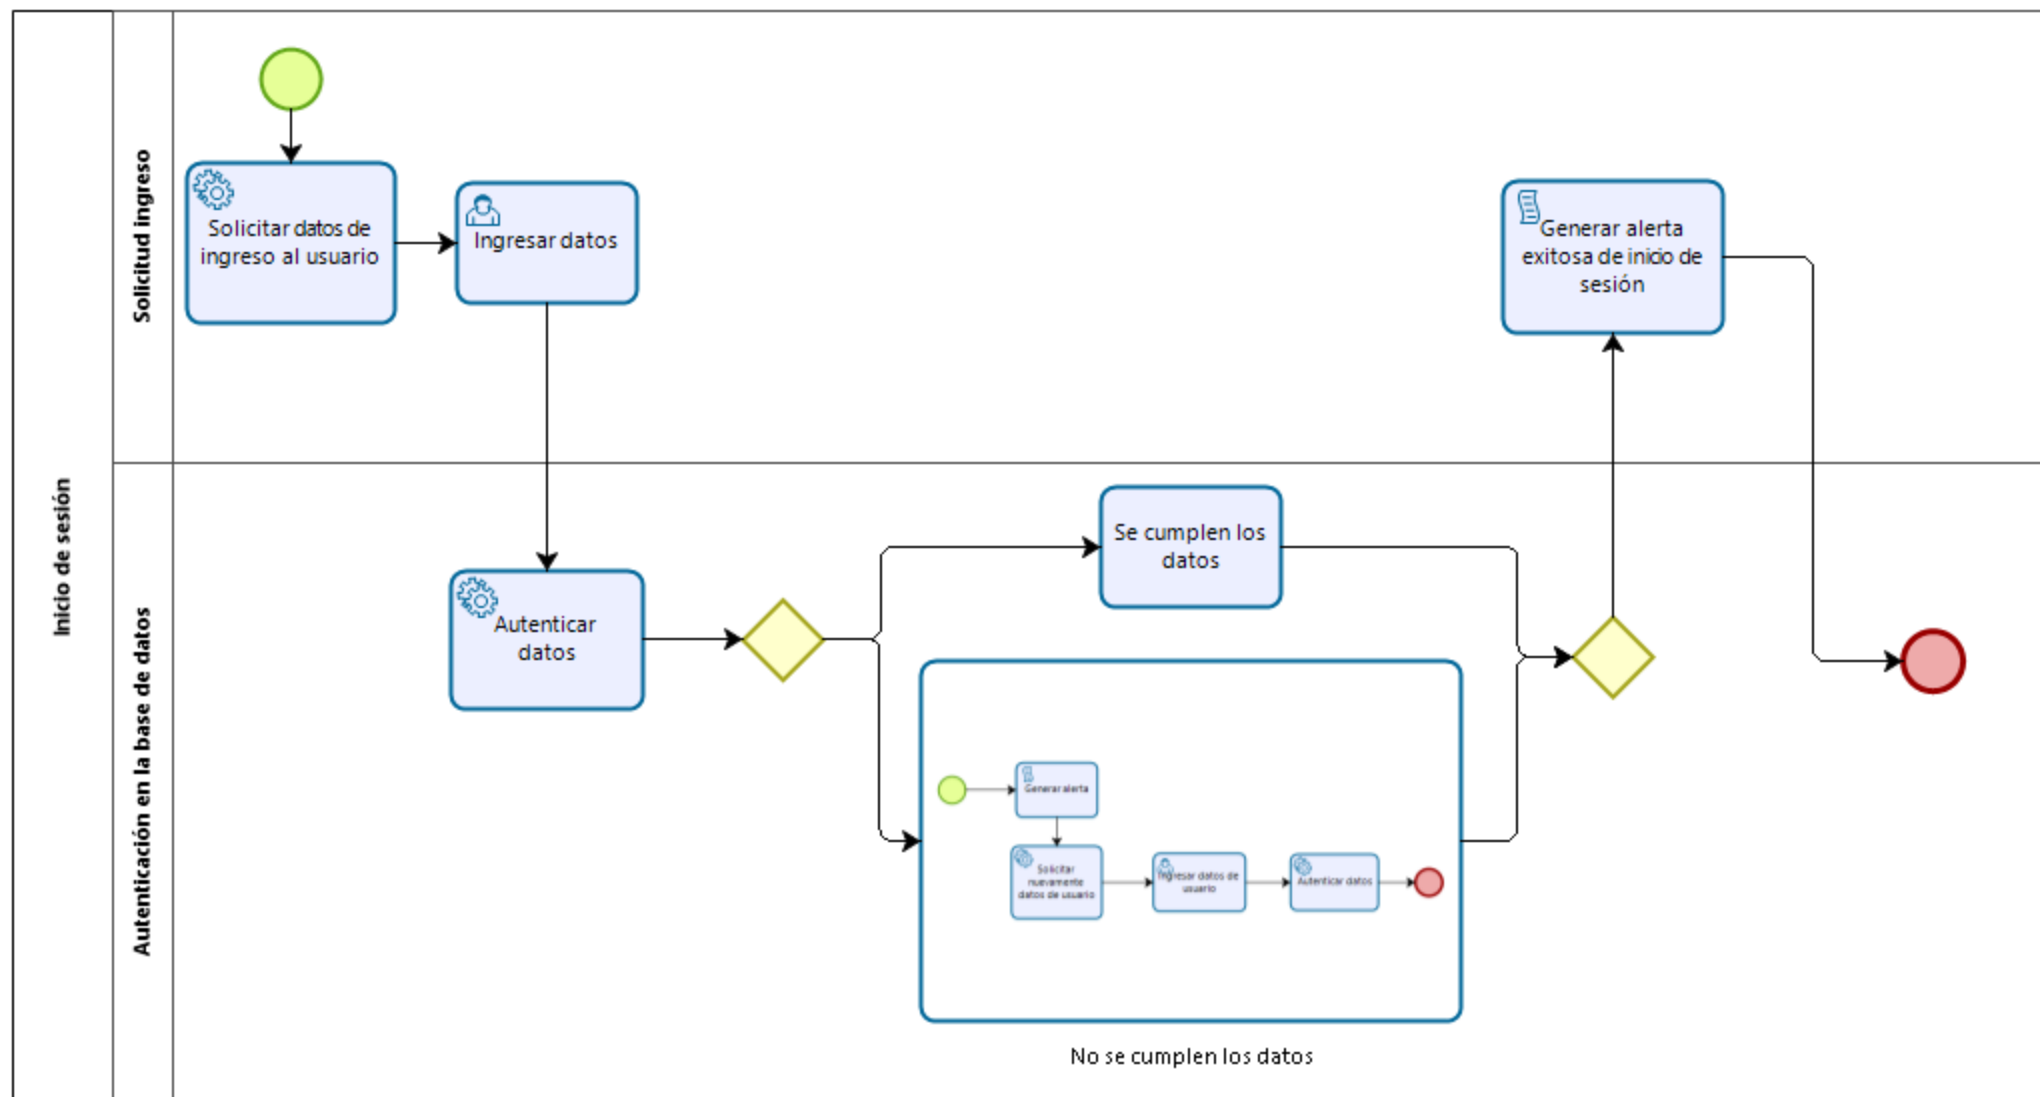 Inicio de sesión
Solicitud ingreso
Solicitar datos de
ingreso al usuario
Ingresar datos
Generar alerta
exitosa de inicio de
sesión
Autenticación en la base de datos
Autenticar
datos
Se cumplen los
datos
Generar alerta
Solicitar
nuevamente
datos de usuario
Ingresar datos de
usuario
Autenticar datos
No se cumplen los datos